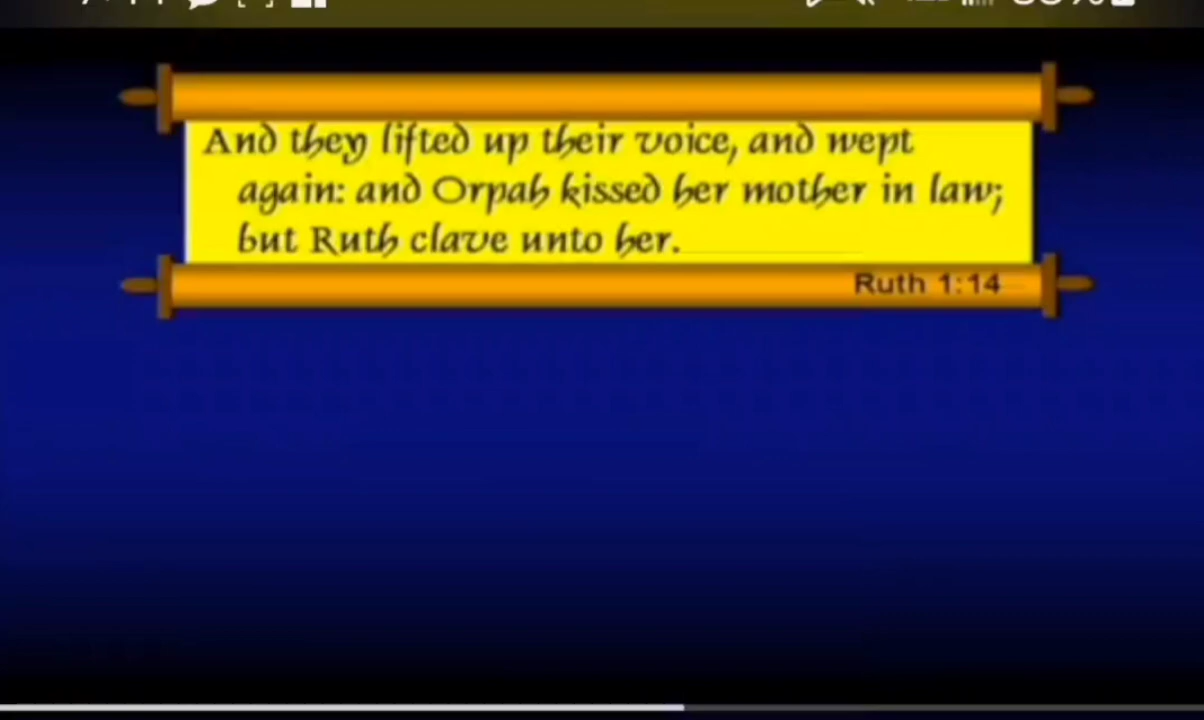 And they lifted up their voice, and wept
again: and Orpah kissed her mother in law;
but Ruth clave unto her.
Ruth 1:14